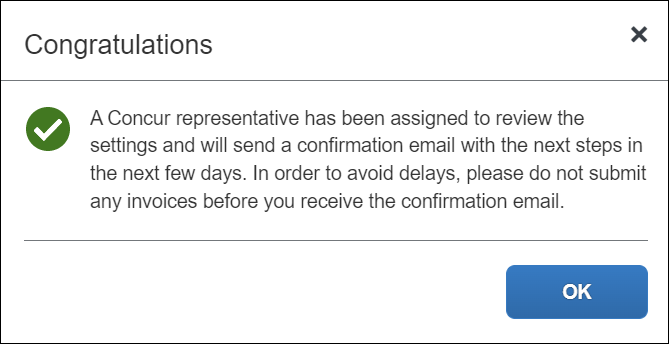 Congratulations
A Concur representative has been assigned to review the
settings and will send a confirmation email with the next steps in
the next few days. In order to avoid delays, please do not submit
any invoices before you receive the confirmation email.
OK